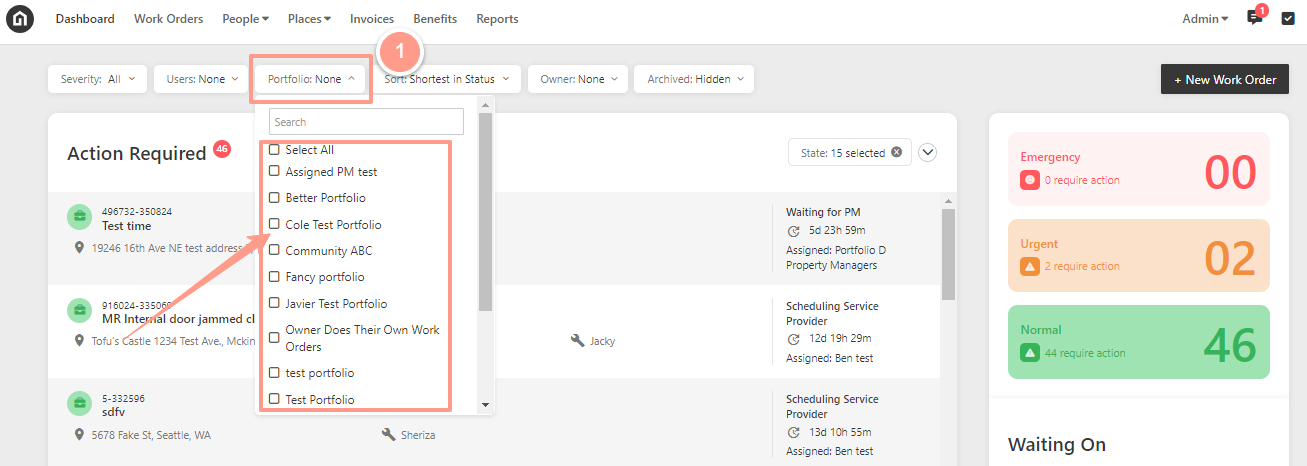 Dashboard Work Orders People Places Invoices Benefits Reports Admin 1
1
Severity: All Users: None Portfolio: None Sort: Shortest in Status Owner: None Archived: Hidden + New Work Order
Search
Select All
Assigned PM test
Better Portfolio
Cole Test Portfolio
Community ABC
Fancy portfolio
Javier Test Portfolio
Owner Does Their Own Work
Orders
test portfolio
Test Portfolio
Action Required 46
State: 15 selected
496732-350824
Test time
19246 16th Ave NE test address
Waiting for PM
5d 23h 59m
Assigned: Portfolio D
Property Managers
916024-335069
MR Internal door jammed cl
Tofu's Castle 1234 Test Ave., Mckin
Jacky
Scheduling Service
Provider
12d 19h 29m
Assigned: Ben test
5-332596
sdfv
5678 Fake St, Seattle, WA
Sheriza
Scheduling Service
Provider
13d 10h 55m
Assigned: Ben test
Emergency
0 require action
00
Urgent
2 require action
02
Normal
44 require action
46
Waiting On